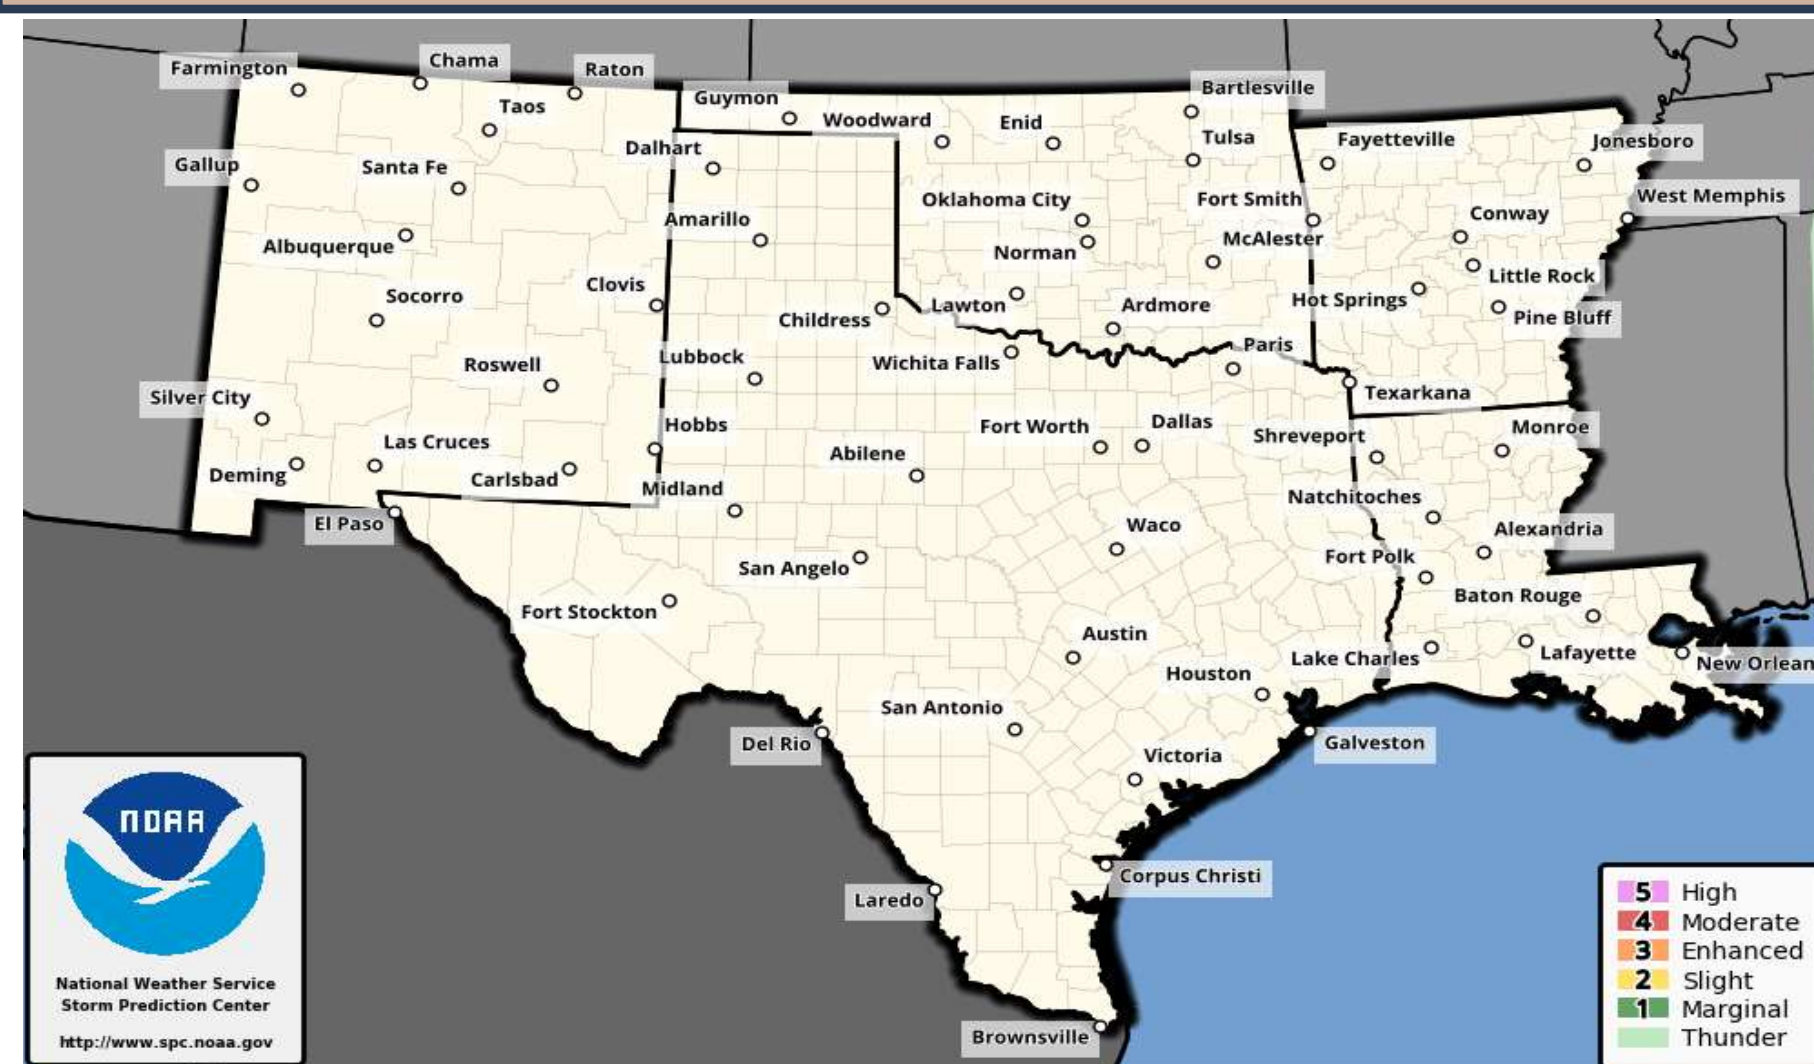 Farmington
Chama
Raton
Taos
Guymon
Woodward
Enid
Bartlesville
Tulsa
Fayetteville
Jonesboro
Gallup
Santa Fe
Dalhart
Oklahoma City
Fort Smith
Conway
West Memphis
Albuquerque
Amarillo
Norman
McAlester
Little Rock
Socorro
Clovis
Childress
Lawton
Ardmore
Hot Springs
Pine Bluff
Roswell
Lubbock
Wichita Falls
Paris
Texarkana
Silver City
Las Cruces
Hobbs
Fort Worth
Dallas
Shreveport
Monroe
Deming
Carlsbad
Midland
Abilene
Natchitoches
El Paso
Waco
Alexandria
San Angelo
Fort Polk
Fort Stockton
Baton Rouge
Austin
Lake Charles
Lafayette
New Orlean
Houston
San Antonio
Del Rio
Victoria
Galveston
Laredo
Corpus Christi
Brownsville
NOAA
National Weather Service
Storm Prediction Center
http://www.spc.noaa.gov
5 High
4 Moderate
3 Enhanced
2 Slight
1 Marginal
Thunder